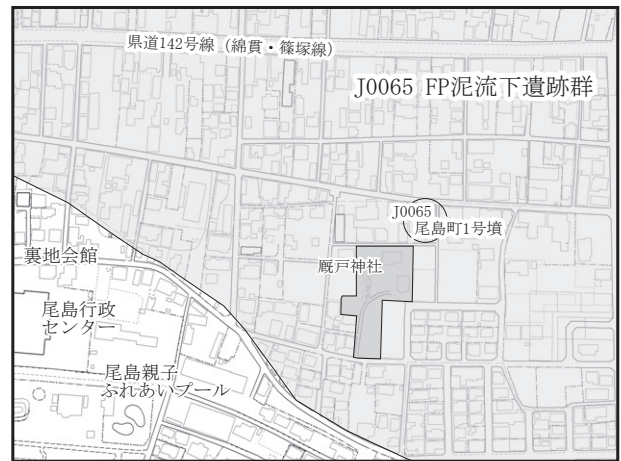 県道142号線（綿貫・篠塚線）
J0065 FP泥流下遺跡群
J0065
尾島町1号墳
厩戸神社
裏地会館
尾島行政
センター
尾島親子
ふれあいプール